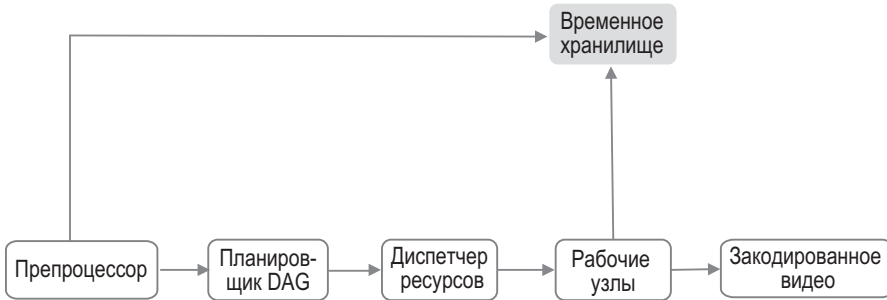 Временное
хранилище
Препроцессор
Планиров-
щик DAG
Диспетчер
ресурсов
Рабочие
узлы
Закодированное
видео